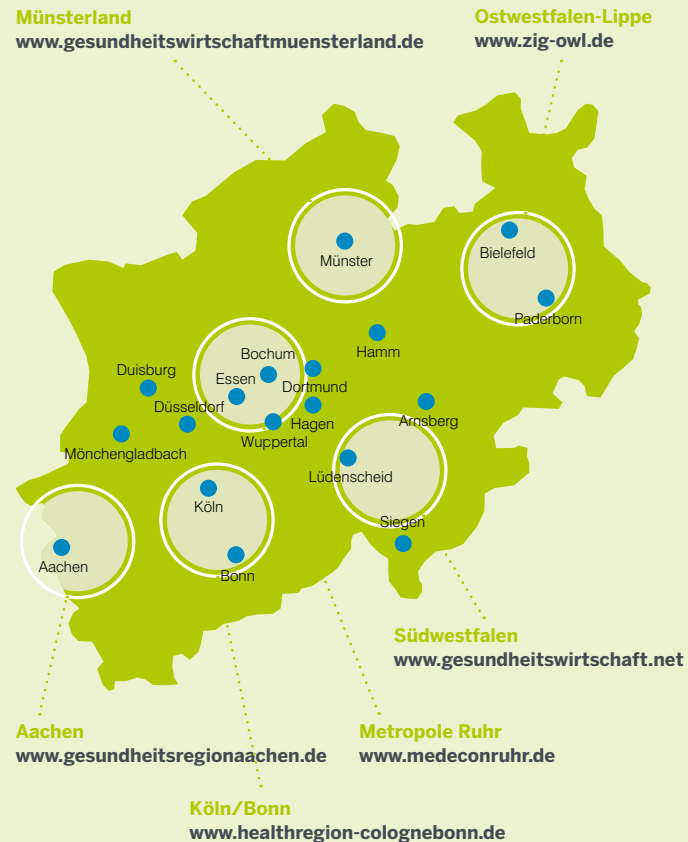 Münsterland
www.gesundheitswirtschaftmuensterland.de
Ostwestfalen-Lippe
www.zig-owl.de
Münster
Bielefeld
Paderborn
Hamm
Bochum
Duisburg
Essen
Dortmund
Düsseldorf
Hagen
Arnsberg
Wuppertal
Mönchengladbach
Lüdenscheid
Köln
Siegen
Aachen
Bonn
Südwestfalen
www.gesundheitswirtschaft.net
Aachen
www.gesundheitsregionaachen.de
Metropole Ruhr
www.medeconruhr.de
Köln/Bonn
www.healthregion-colognebonn.de